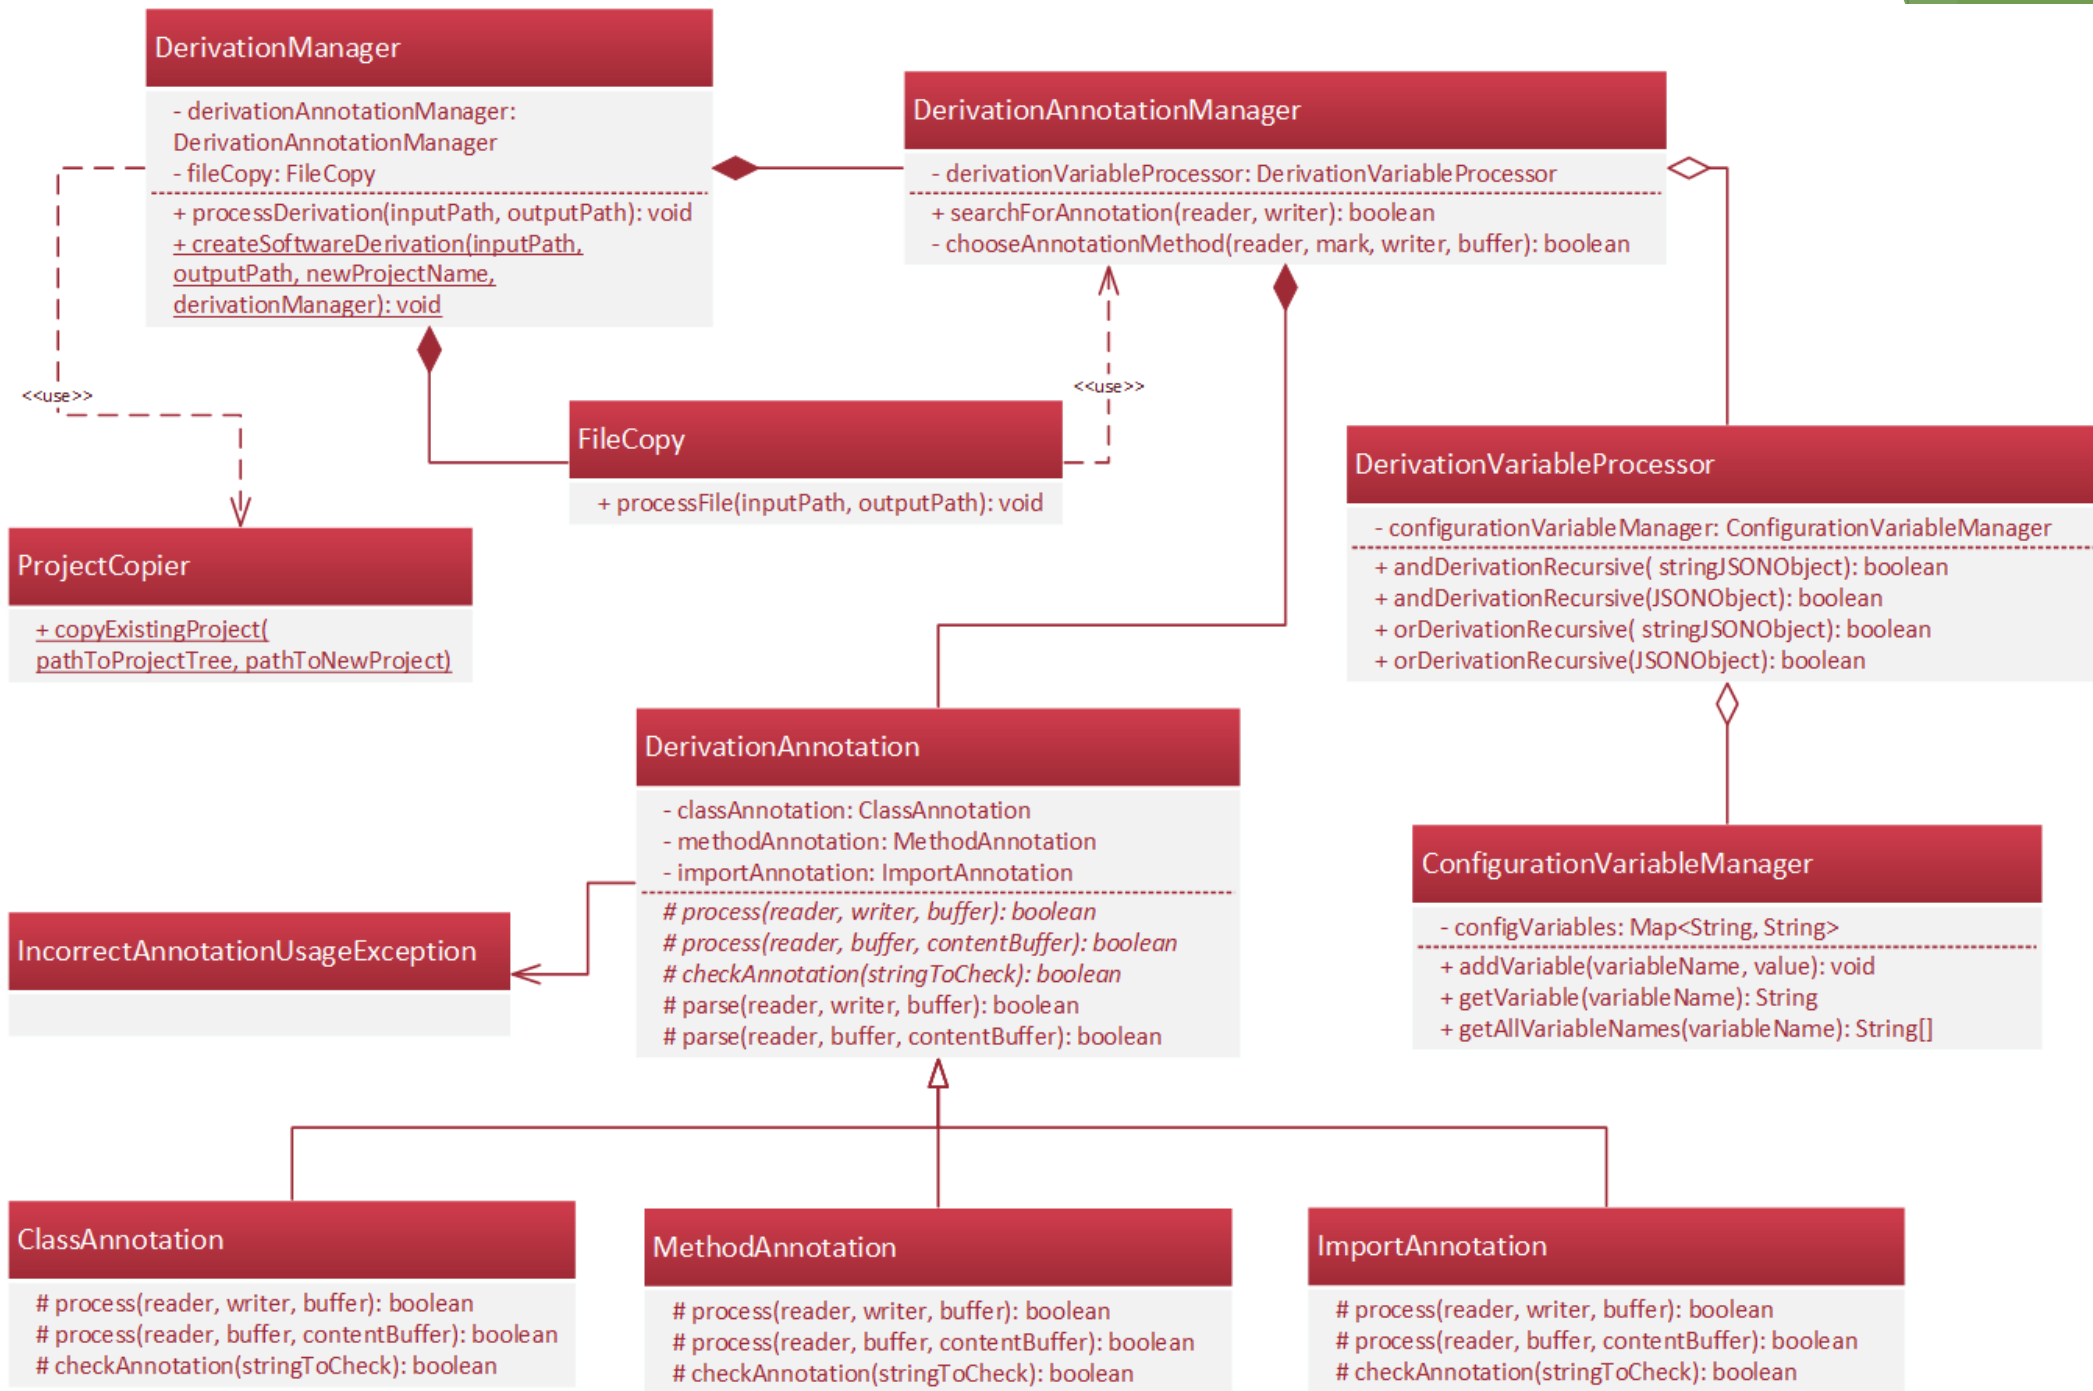 DerivationManager
- derivationAnnotationManager:
DerivationAnnotationManager
- fileCopy: FileCopy
+ processDerivation(inputPath, outputPath): void
+ createSoftwareDerivation(inputPath,
outputPath, newProjectName,
derivationManager): void
DerivationAnnotationManager
- derivationVariableProcessor: DerivationVariableProcessor
+ searchForAnnotation(reader, writer): boolean
- chooseAnnotationMethod(reader, mark, writer, buffer): boolean
<<use>>
<<use>>
FileCopy
+ processFile(inputPath, outputPath): void
DerivationVariableProcessor
- configurationVariableManager: ConfigurationVariableManager
+ andDerivationRecursive( stringJSONObject): boolean
+ andDerivationRecursive(JSONObject): boolean
+ orDerivationRecursive( stringJSONObject): boolean
+ orDerivationRecursive(JSONObject): boolean
ProjectCopier
+ copyExistingProject(
pathToProjectTree, pathToNewProject)
DerivationAnnotation
- classAnnotation: ClassAnnotation
- methodAnnotation: MethodAnnotation
- importAnnotation: ImportAnnotation
# process(reader, writer, buffer): boolean
# process(reader, buffer, contentBuffer): boolean
# checkAnnotation(stringToCheck): boolean
# parse(reader, writer, buffer): boolean
# parse(reader, buffer, contentBuffer): boolean
ConfigurationVariableManager
- configVariables: Map<String, String>
+ addVariable(variableName, value): void
+ getVariable(variableName): String
+ getAllVariableNames(variableName): String[]
IncorrectAnnotationUsageException
ClassAnnotation
# process(reader, writer, buffer): boolean
# process(reader, buffer, contentBuffer): boolean
# checkAnnotation(stringToCheck): boolean
MethodAnnotation
# process(reader, writer, buffer): boolean
# process(reader, buffer, contentBuffer): boolean
# checkAnnotation(stringToCheck): boolean
ImportAnnotation
# process(reader, writer, buffer): boolean
# process(reader, buffer, contentBuffer): boolean
# checkAnnotation(stringToCheck): boolean